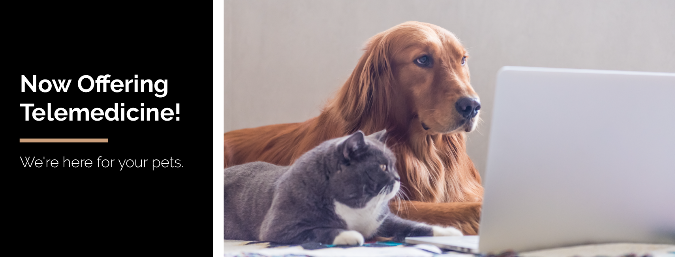 Now Offering
Telemedicine!
We're here for your pets.